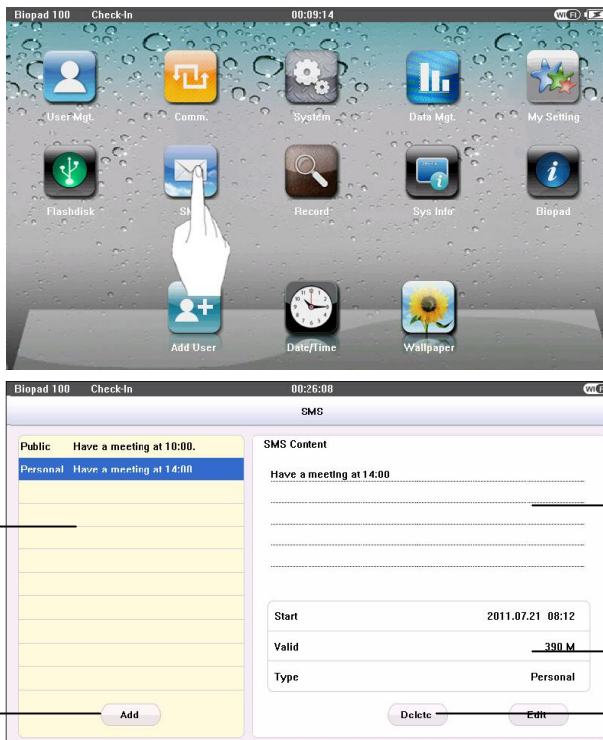 Biopad 100 Check-In 00:09:14 WIFI
User Mgt. Comm. System Data Mgt. My Setting
Flashdisk Record Sys Info Biopad
Add User Date/Time Wallpaper
Biopad 100 Check-In 00:26:08
SMS
Public Have a meeting at 10:00.
Personal Have a meeting at 14:00
SMS Content
Have a meeting at 14:00
Start 2011.07.21 08:12
Valid 390 M
Type Personal
Add Delete Edit